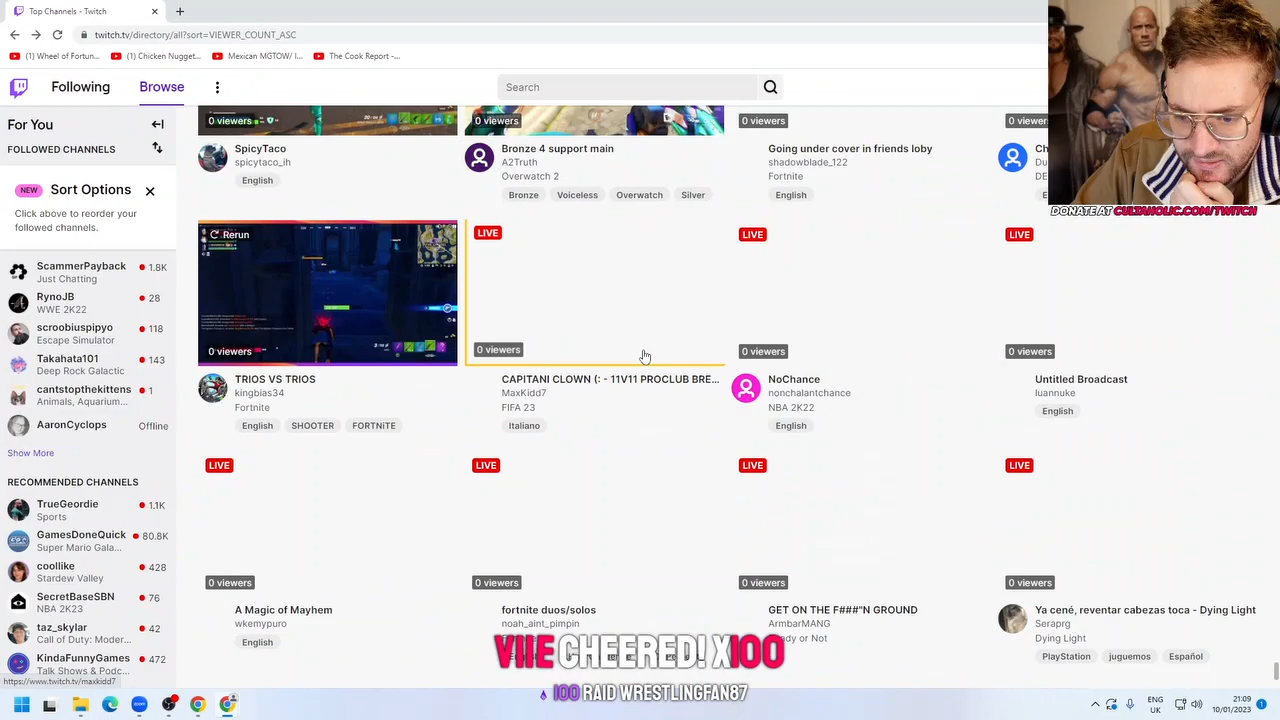 Top Channels - Twitch
twitch.tv/directory/all?sort=VIEWER_COUNT_ASC
(1) Wheel of Fortun...
(1) Chicken Nugget...
Mexican MGTOW/ I...
The Cook Report -...
Following
Browse
Search
For You
FOLLOWED CHANNELS
NEW
Sort Options
Click above to reorder your
followed channels.
ScammerPayback
1.8K
Just Chatting
RynoJB
28
WWE 2K22
scroobiuspipyo
118
Escape Simulator
Takahata101
143
Deep Rock Galactic
cantstopthekittens
1
Animals, Aquarium...
AaronCyclops
Offline
Show More
RECOMMENDED CHANNELS
TrueGeordie
1.1K
Sports
GamesDoneQuick
80.8K
Super Mario Gala...
coollike
428
Stardew Valley
SecretBaseSBN
76
NBA 2K23
taz_skylar
42
Call of Duty: Moder...
KindaFunnyGames
472
Talk Shows & Podc...
https://www.twitch.tv/maxkidd7
0 viewers
SpicyTaco
spicytaco_ih
English
0 viewers
Bronze 4 support main
A2Truth
Overwatch 2
Bronze
Voiceless
Overwatch
Silver
0 viewers
Going under cover in friends loby
shadowblade_122
Fortnite
English
Rerun
0 viewers
TRIOS VS TRIOS
kingbias34
Fortnite
English
SHOOTER
FORTNiTE
LIVE
0 viewers
CAPITANI CLOWN (: - 11V11 PROCLUB BRE...
MaxKidd7
FIFA 23
Italiano
LIVE
0 viewers
NoChance
nonchalantchance
NBA 2K22
English
LIVE
0 viewers
Untitled Broadcast
luannuke
English
LIVE
0 viewers
A Magic of Mayhem
wkemypuro
English
LIVE
0 viewers
fortnite duos/solos
noah_aint_pimpin
LIVE
0 viewers
GET ON THE F###"N GROUND
ArmbarMANG
LIVE
0 viewers
Ya cené, reventar cabezas toca - Dying Light
Seraprg
Dying Light
PlayStation
juguemos
Español
DONATE AT CULTAHOLIC.COM/TWITCH
VIIE CHEERED! X100
100 RAID WRESTLINGFAN87
ENG
UK
21:09
10/01/2023